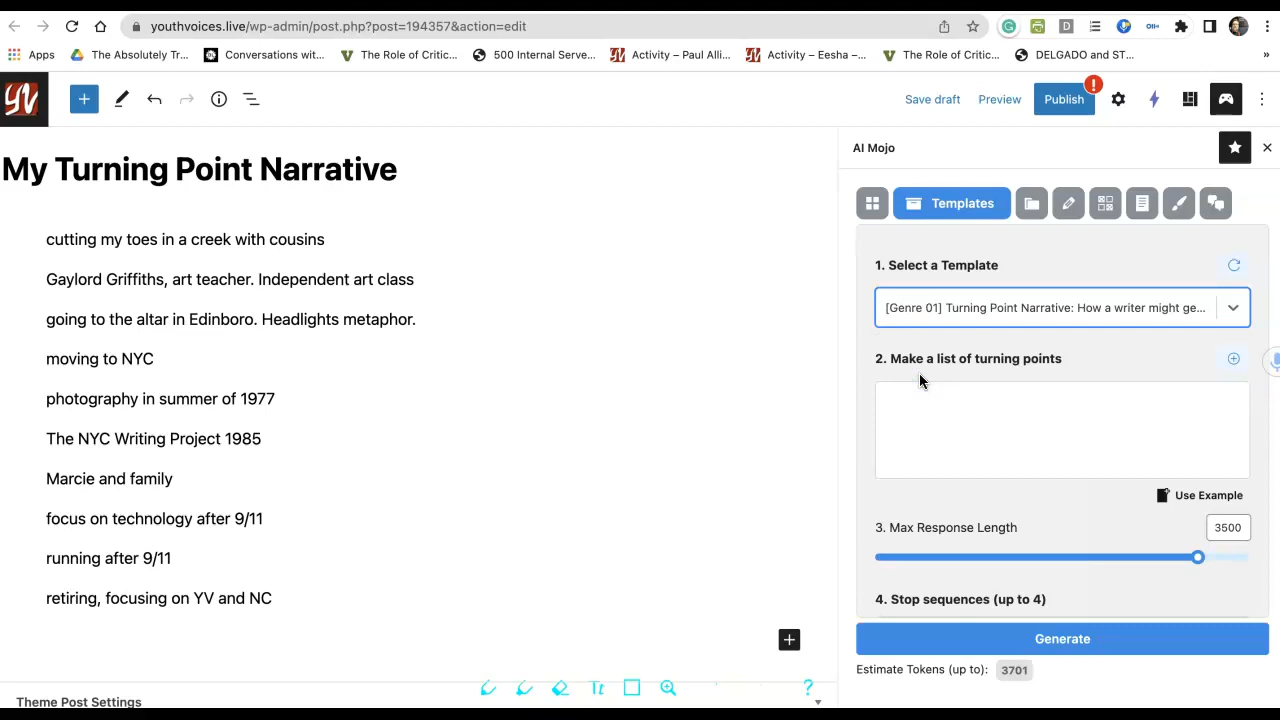 youthvoices.live/wp-admin/post.php?post=194357&action=edit
Apps
The Absolutely Tr...
Conversations wit...
The Role of Critic...
500 Internal Serve...
Activity – Paul Alli...
Activity – Eesha –...
The Role of Critic...
DELGADO and ST...
»
YV
Save draft
Preview
Publish
!
My Turning Point Narrative
cutting my toes in a creek with cousins
Gaylord Griffiths, art teacher. Independent art class
going to the altar in Edinboro. Headlights metaphor.
moving to NYC
photography in summer of 1977
The NYC Writing Project 1985
Marcie and family
focus on technology after 9/11
running after 9/11
retiring, focusing on YV and NC
Theme Post Settings
Tt
?
AI Mojo
Templates
1. Select a Template
[Genre 01] Turning Point Narrative: How a writer might ge...
2. Make a list of turning points
Use Example
3. Max Response Length
3500
4. Stop sequences (up to 4)
Generate
Estimate Tokens (up to): 3701